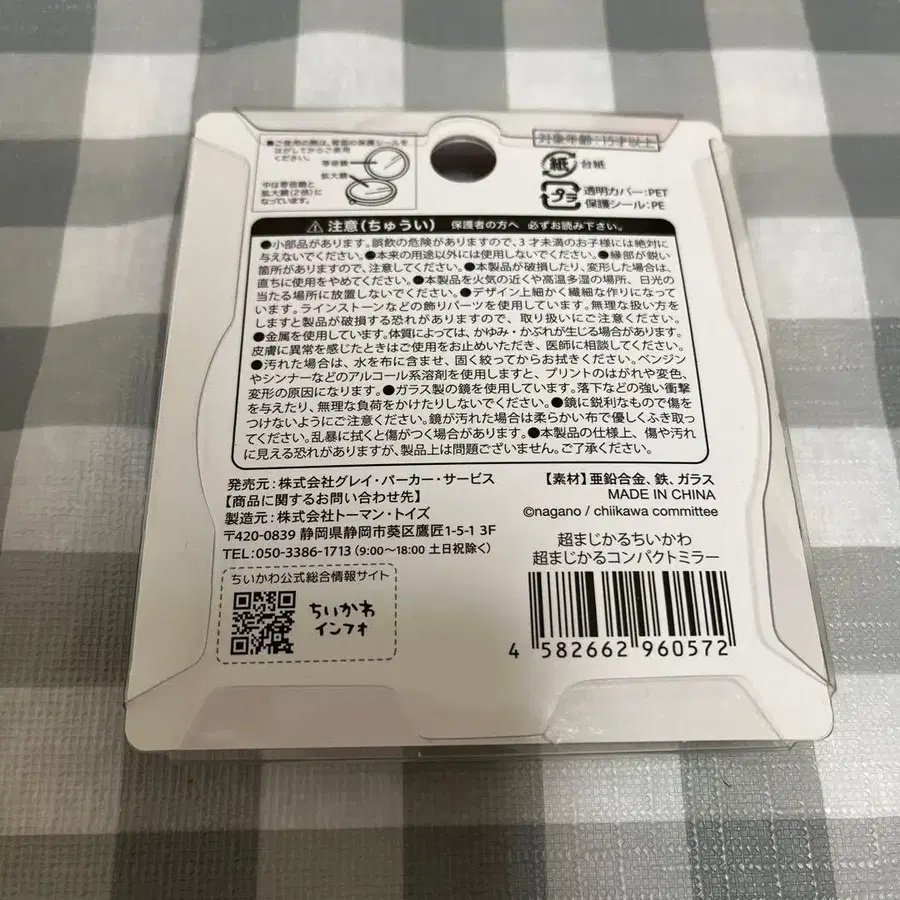 ●ご使用の際は、背面の保護シールを
はがしてからご使用
ください。
等倍鏡
拡大鏡
中は等倍鏡と
拡大鏡(2倍)に
なっています。
対象年齢:15才以上
紙 台紙
プラ 透明カバー:PET
保護シール:PE
注意(ちゅうい) 保護者の方へ 必ずお読み下さい。
●小部品があります。誤飲の危険がありますので、3才未満のお子様には絶対に
与えないでください。●本来の用途以外には使用しないでください。●縁部が鋭い
箇所がありますので、注意してください。●本製品が破損したり、変形した場合は、
直ちに使用をやめてください。●本製品を火気の近くや高温多湿の場所、日光の
当たる場所に放置しないでください。●デザイン上細かく繊細な作りになって
います。ラインストーンなどの飾りパーツを使用しています。無理な扱い方を
しますと製品が破損する恐れがありますので、取り扱いにご注意ください。
●金属を使用しています。体質によっては、かゆみ・かぶれが生じる場合があります。
皮膚に異常を感じたときはご使用をお止めいただき、医師に相談してください。
●汚れた場合は、水を布に含ませ、固く絞ってからお拭きください。ベンジン
やシンナーなどのアルコール系溶剤を使用しますと、プリントのはがれや変色、
変形の原因になります。●ガラス製の鏡を使用しています。落下などの強い衝撃
を与えたり、無理な負荷をかけたりしないでください。●鏡に鋭利なもので傷を
つけないようにご注意ください。鏡が汚れた場合は柔らかい布で優しくふき取っ
てください。乱暴に拭くと傷がつく場合があります。●本製品の仕様上、傷や汚れ
に見える恐れがありますが、製品上は問題ございません。ご了承ください。
発売元:株式会社グレイ・パーカー・サービス
【商品に関するお問い合わせ先】
製造元:株式会社トーマン・トイズ
〒420-0839 静岡県静岡市葵区鷹匠1-5-1 3F
TEL:050-3386-1713(9:00〜18:00 土日祝除く)
【素材】亜鉛合金、鉄、ガラス
MADE IN CHINA
©nagano / chiikawa committee
超まじかるちいかわ
超まじかるコンパクトミラー
ちいかわ公式総合情報サイト
ちいかわ
インフォ
4 582662 960572